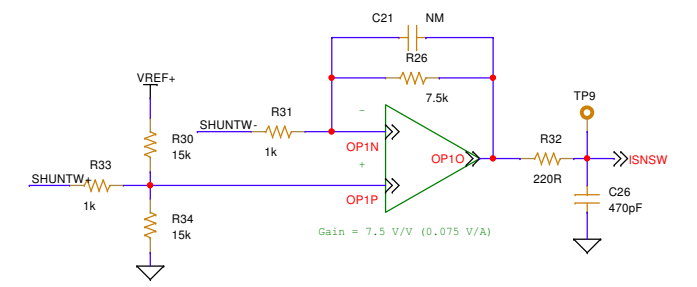 C21 NM
R26
7.5k
VREF+
TP9
R31
SHUNTW-
1k
R30
15k
−
OP1N
+
OP1O
OP1P
R32
220R
ISNSW
R33
SHUNTW+
1k
R34
15k
C26
470pF
Gain = 7.5 V/V (0.075 V/A)